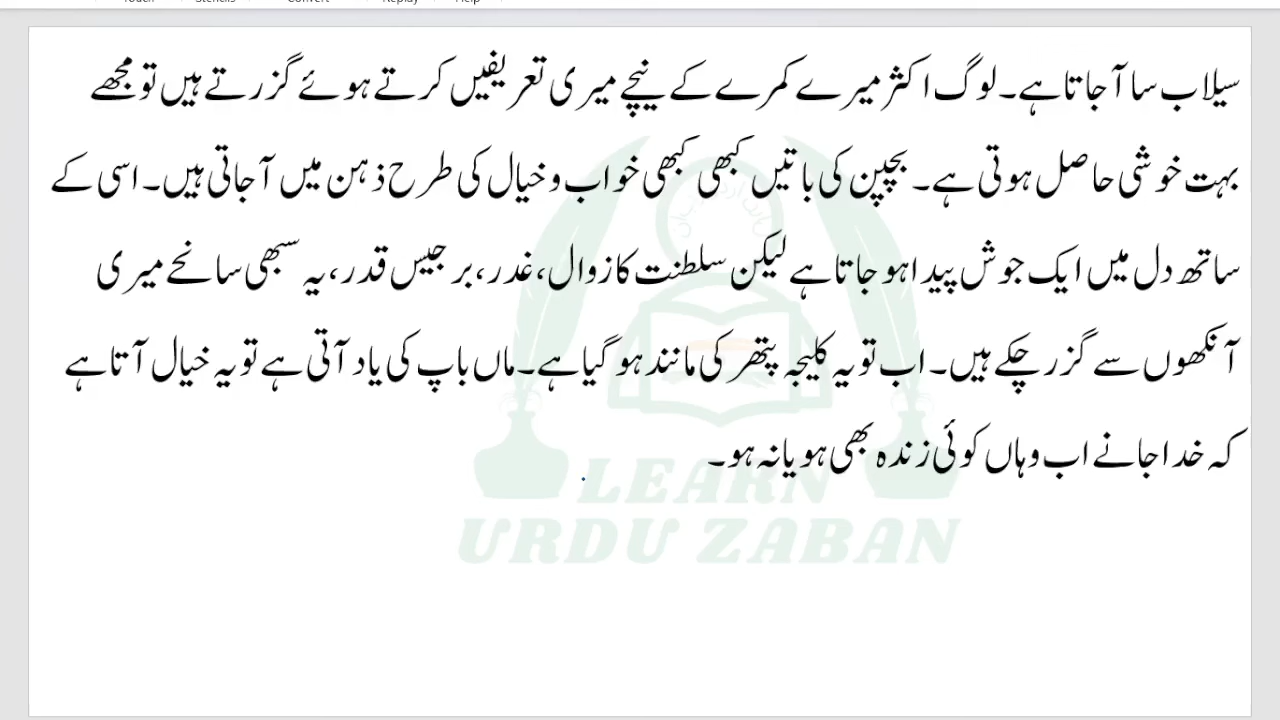 سیلاب سا آ جاتا ہے۔ لوگ اکثر میرے کمرے کے نیچے میری تعریفیں کرتے ہوئے گزرتے ہیں تو مجھے
بہت خوشی حاصل ہوتی ہے۔ بچپن کی باتیں کبھی کبھی خواب و خیال کی طرح ذہن میں آ جاتی ہیں۔ اسی کے
ساتھ دل میں ایک جوش پیدا ہو جاتا ہے لیکن سلطنت کا زوال، غدر، برجیس قدر، یہ سبھی سانحے میری
آنکھوں سے گزر چکے ہیں۔ اب تو یہ کلیجہ پتھر کی مانند ہو گیا ہے۔ ماں باپ کی یاد آتی ہے تو یہ خیال آتا ہے
کہ خدا جانے اب وہاں کوئی زندہ بھی ہو یا نہ ہو۔
LEARN
URDU ZABAN